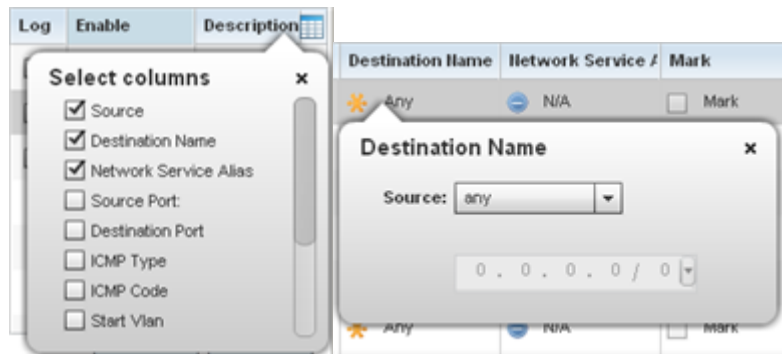 Log Enable Description
Select columns x
Source
Destination Name
Network Service Alias
Source Port:
Destination Port
ICMP Type
ICMP Code
Start Vlan
Destination Name Network Service A Mark
Any N/A Mark
Destination Name x
Source: any
0 . 0 . 0 . 0 / 0
Any N/A Mark